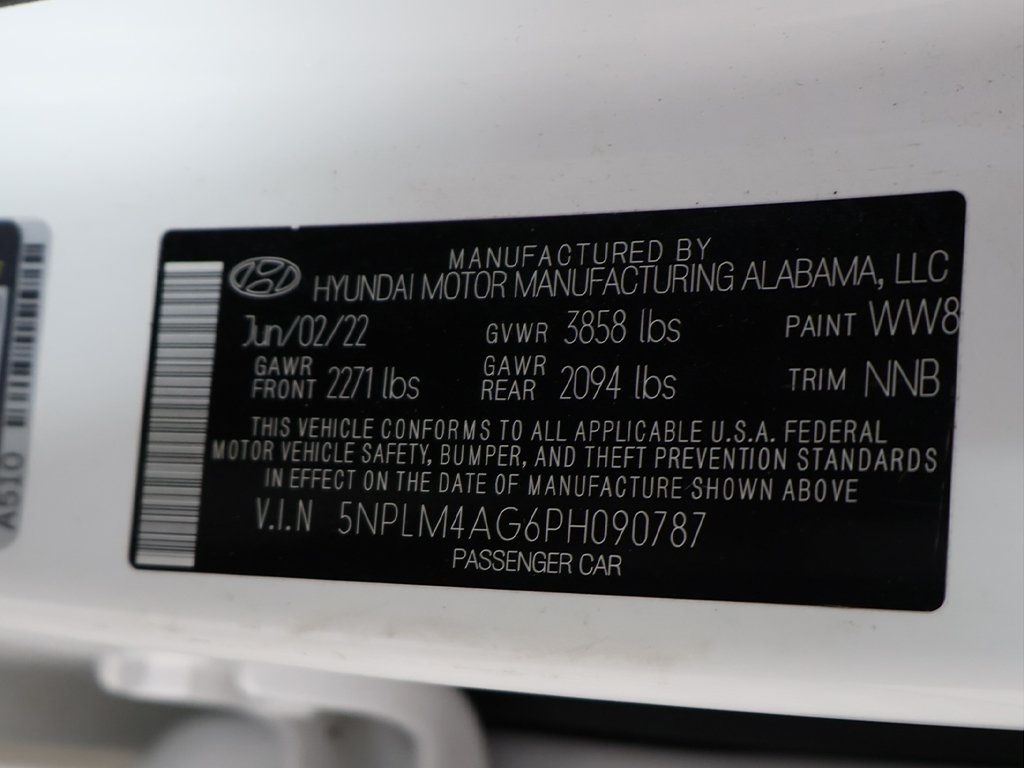 MANUFACTURED BY
HYUNDAI MOTOR MANUFACTURING ALABAMA, LLC
Jun/02/22 GVWR 3858 lbs PAINT WW8
GAWR FRONT 2271 lbs GAWR REAR 2094 lbs TRIM NNB
THIS VEHICLE CONFORMS TO ALL APPLICABLE U.S.A. FEDERAL
MOTOR VEHICLE SAFETY, BUMPER, AND THEFT PREVENTION STANDARDS
IN EFFECT ON THE DATE OF MANUFACTURE SHOWN ABOVE
V.I.N 5NPLM4AG6PH090787
PASSENGER CAR
A510